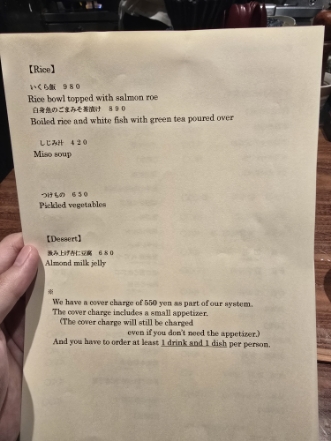 【Rice】
いくら飯 980
Rice bowl topped with salmon roe
白身魚のごまみそ茶漬け 890
Boiled rice and white fish with green tea poured over
しじみ汁 420
Miso soup
つけもの 650
Pickled vegetables
【Dessert】
杏仁豆腐 680
Almond milk jelly
※
We have a cover charge of 550 yen as part of our system.
The cover charge includes a small appetizer.
(The cover charge will still be charged
even if you don't need the appetizer.)
And you have to order at least 1 drink and 1 dish per person.